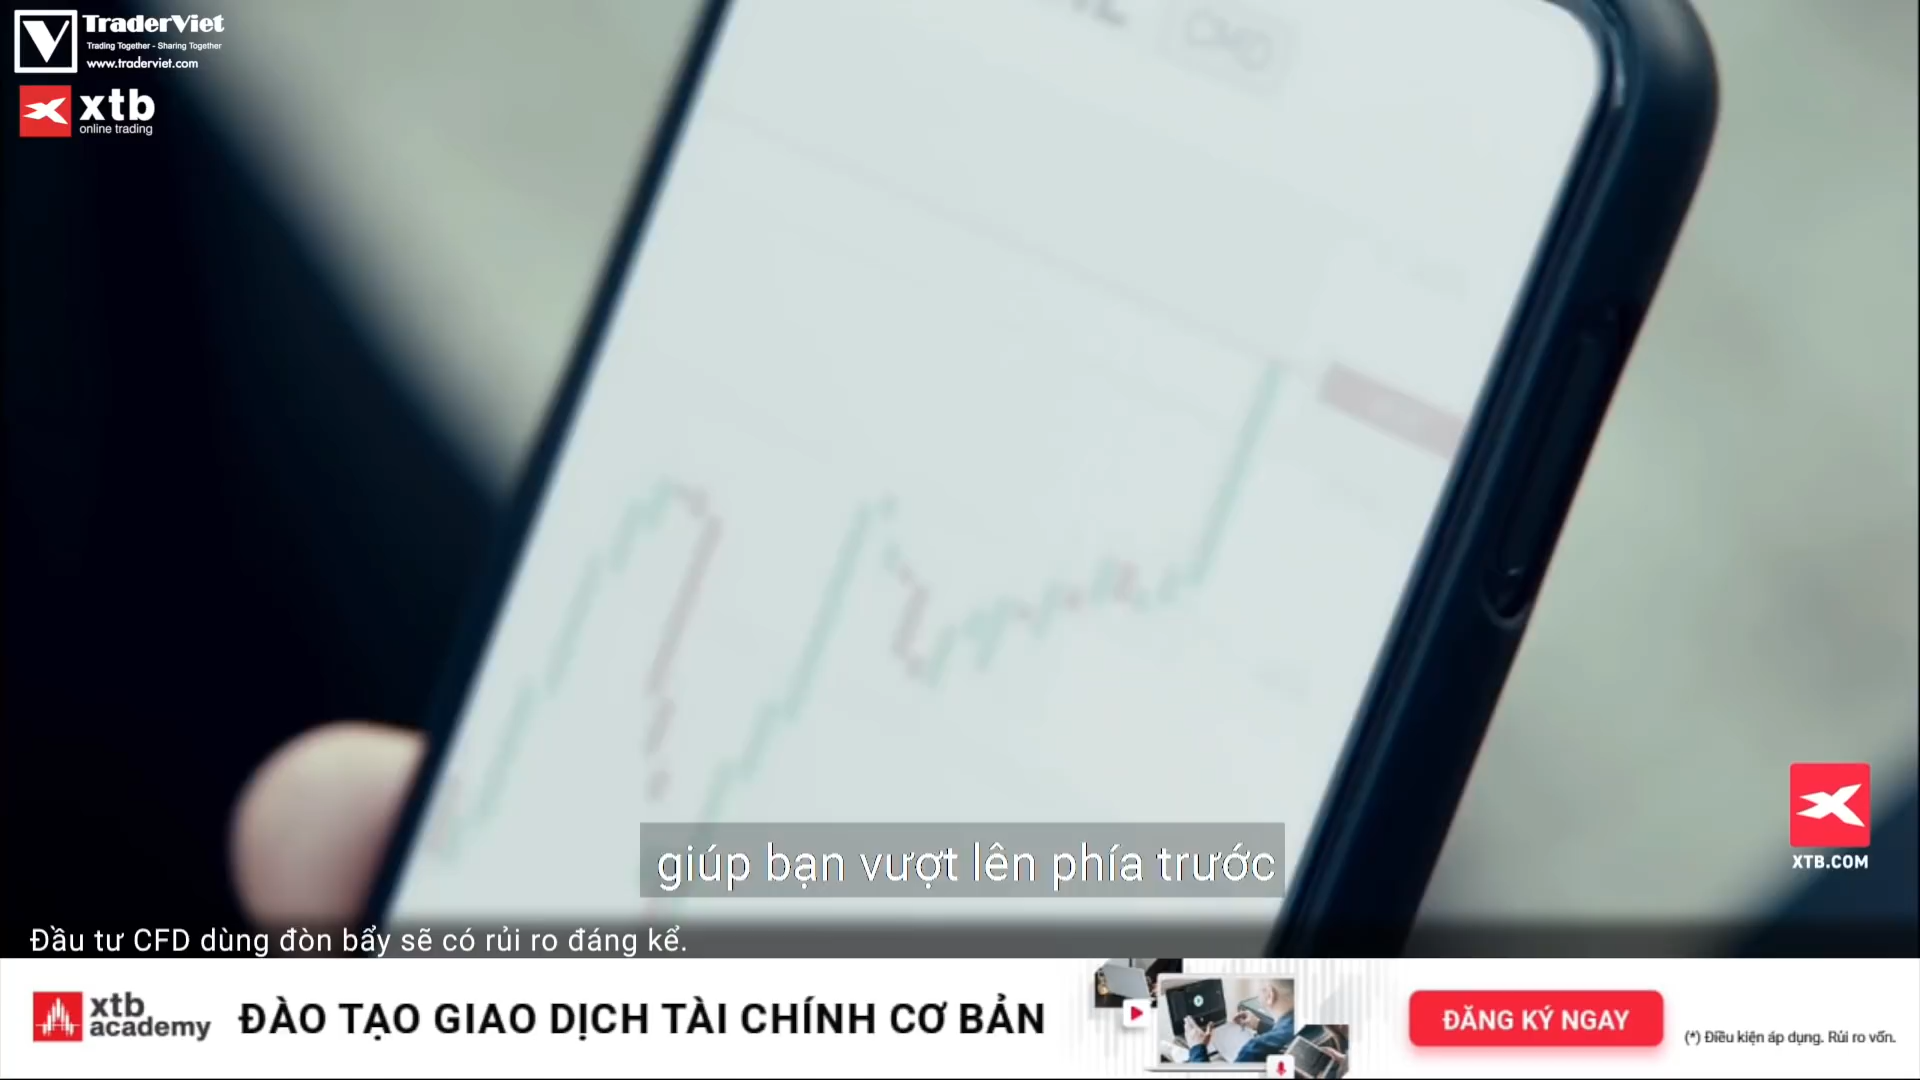 TraderViet
Trading Together - Sharing Together
www.traderviet.com
xtb
online trading
CMD
giúp bạn vượt lên phía trước
XTB.COM
Đầu tư CFD dùng đòn bẩy sẽ có rủi ro đáng kể.
xtb
academy
ĐÀO TẠO GIAO DỊCH TÀI CHÍNH CƠ BẢN
ĐĂNG KÝ NGAY
(*) Điều kiện áp dụng. Rủi ro vốn.